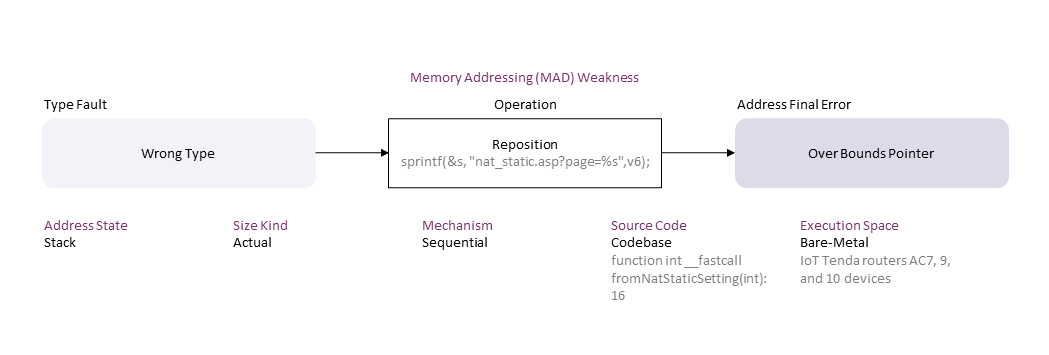 Memory Addressing (MAD) Weakness
Type Fault
Operation
Address Final Error
Wrong Type
Reposition
sprintf(&s, "nat_static.asp?page=%s",v6);
Over Bounds Pointer
Address State
Stack
Size Kind
Actual
Mechanism
Sequential
Source Code
Codebase
function int __fastcall
fromNatStaticSetting(int):
16
Execution Space
Bare-Metal
IoT Tenda routers AC7, 9,
and 10 devices